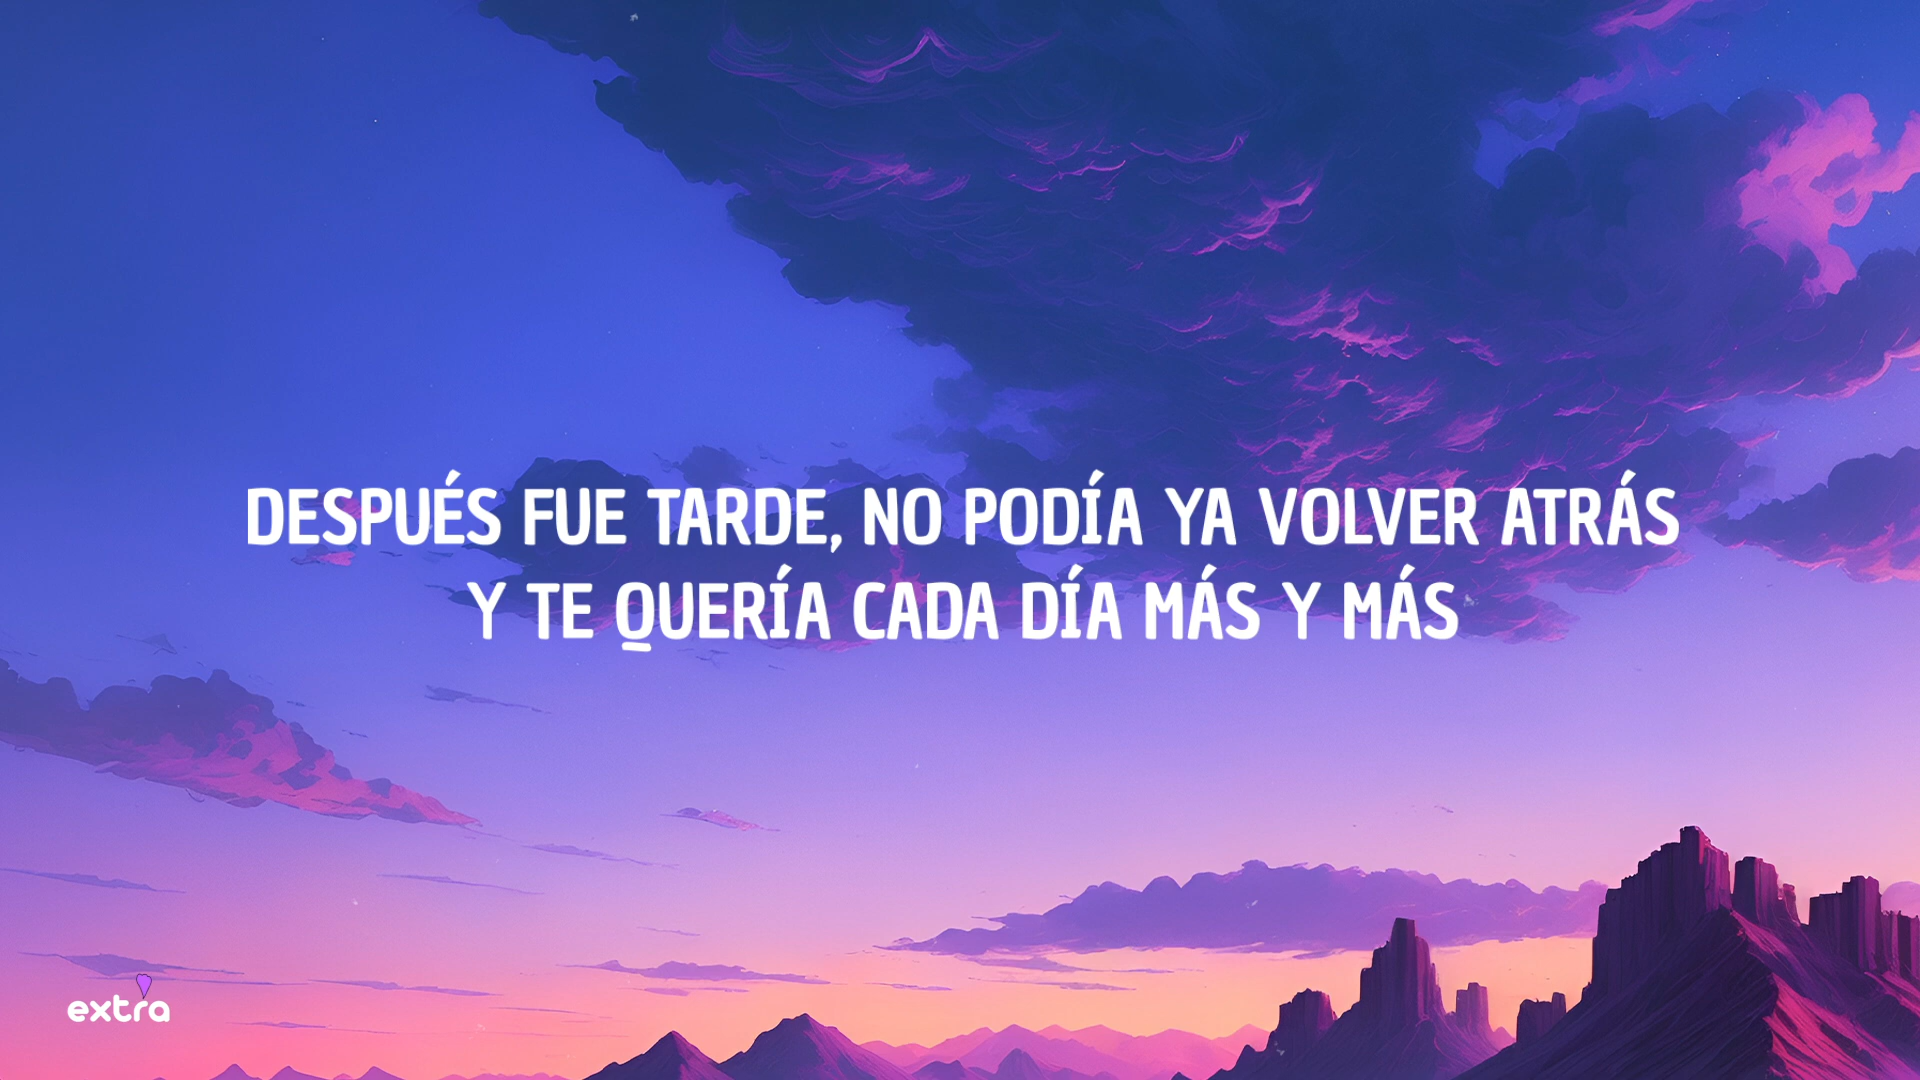 DESPUÉS FUE TARDE, NO PODÍA YA VOLVER ATRÁS
Y TE QUERÍA CADA DÍA MÁS Y MÁS
extra